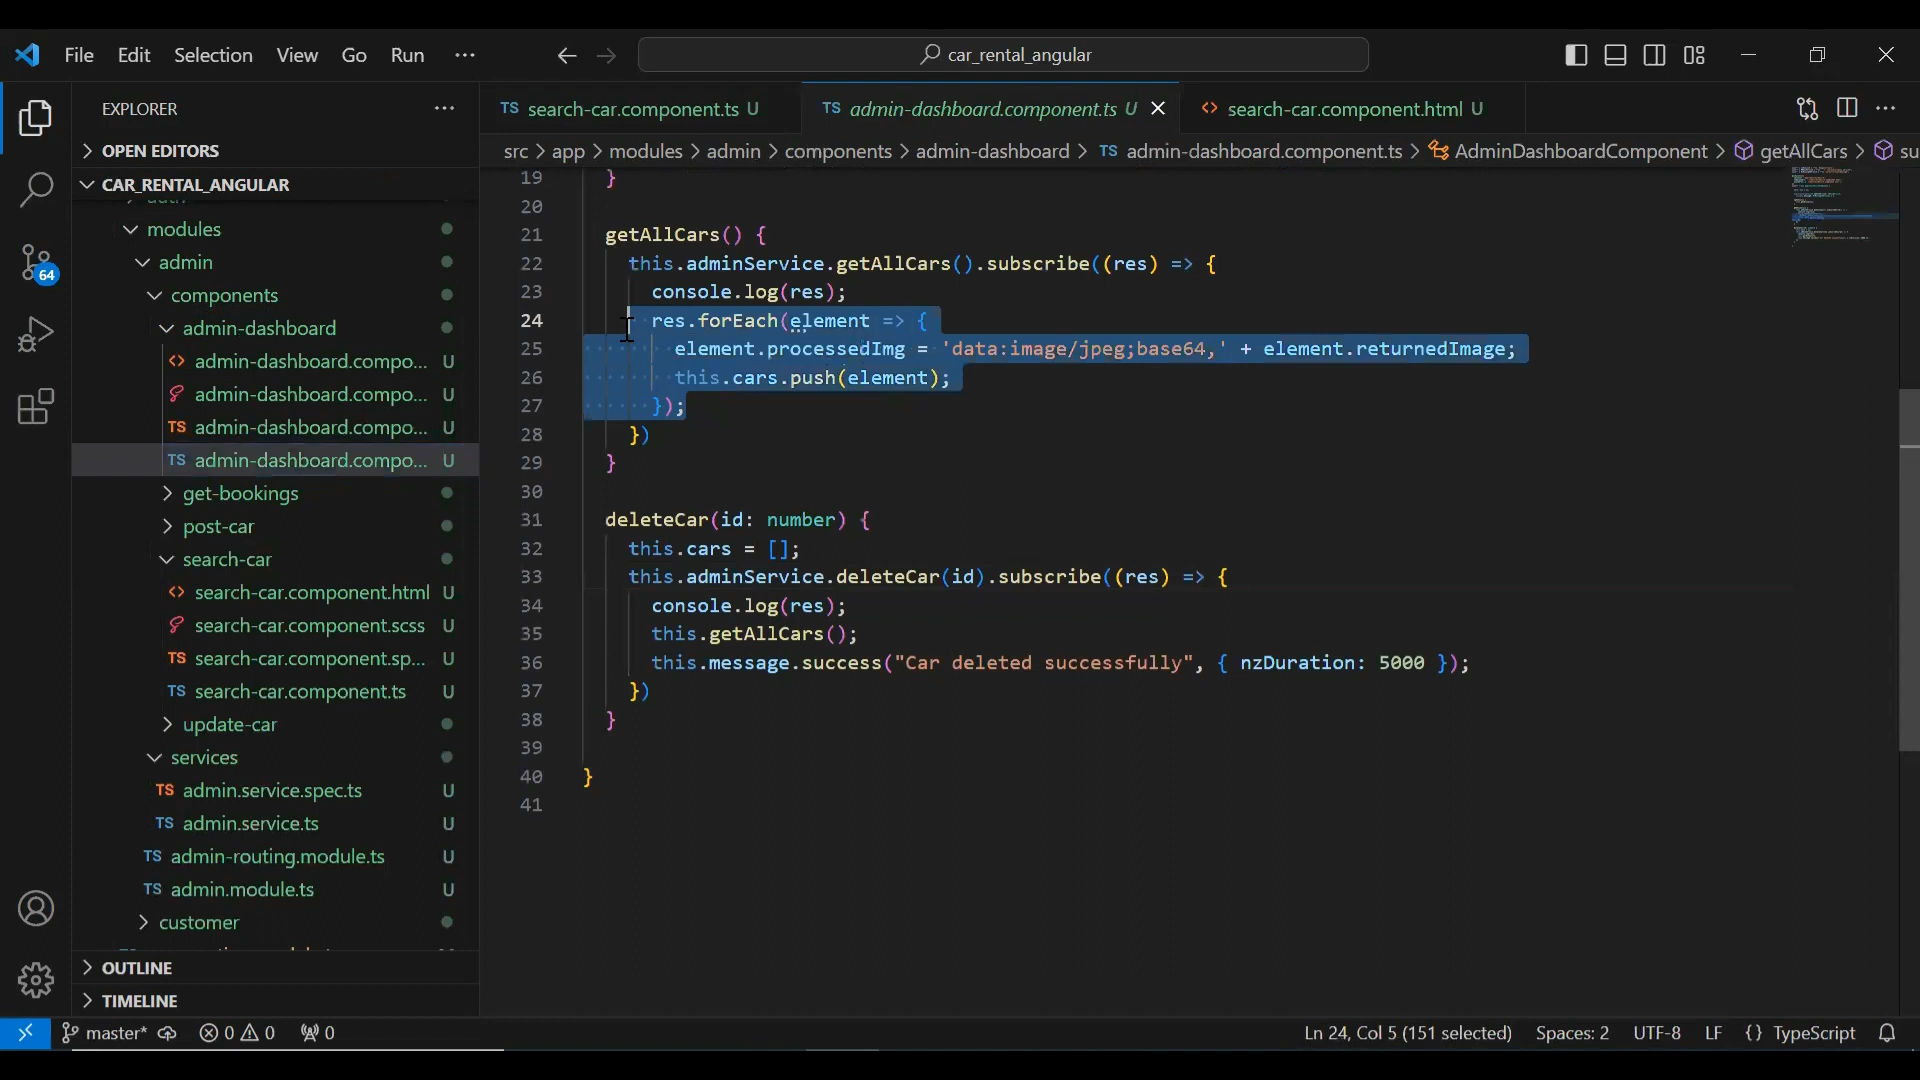 File Edit Selection View Go Run ···
car_rental_angular
EXPLORER
OPEN EDITORS
CAR_RENTAL_ANGULAR
modules
admin
components
admin-dashboard
admin-dashboard.compo... U
admin-dashboard.compo... U
TS admin-dashboard.compo... U
TS admin-dashboard.compo... U
get-bookings
post-car
search-car
search-car.component.html U
search-car.component.scss U
TS search-car.component.sp... U
TS search-car.component.ts U
update-car
services
TS admin.service.spec.ts U
TS admin.service.ts U
TS admin-routing.module.ts U
TS admin.module.ts U
customer
OUTLINE
TIMELINE
64
TS search-car.component.ts U
TS admin-dashboard.component.ts U
search-car.component.html U
src > app > modules > admin > components > admin-dashboard > TS admin-dashboard.component.ts > AdminDashboardComponent > getAllCars > su
19 }
20
21 getAllCars() {
22 this.adminService.getAllCars().subscribe((res) => {
23 console.log(res);
24 res.forEach(element => {
25 element.processedImg = 'data:image/jpeg;base64,' + element.returnedImage;
26 this.cars.push(element);
27 });
28 })
29 }
30
31 deleteCar(id: number) {
32 this.cars = [];
33 this.adminService.deleteCar(id).subscribe((res) => {
34 console.log(res);
35 this.getAllCars();
36 this.message.success("Car deleted successfully", { nzDuration: 5000 });
37 })
38 }
39
40 }
41
master* 0 0 0
Ln 24, Col 5 (151 selected) Spaces: 2 UTF-8 LF {} TypeScript